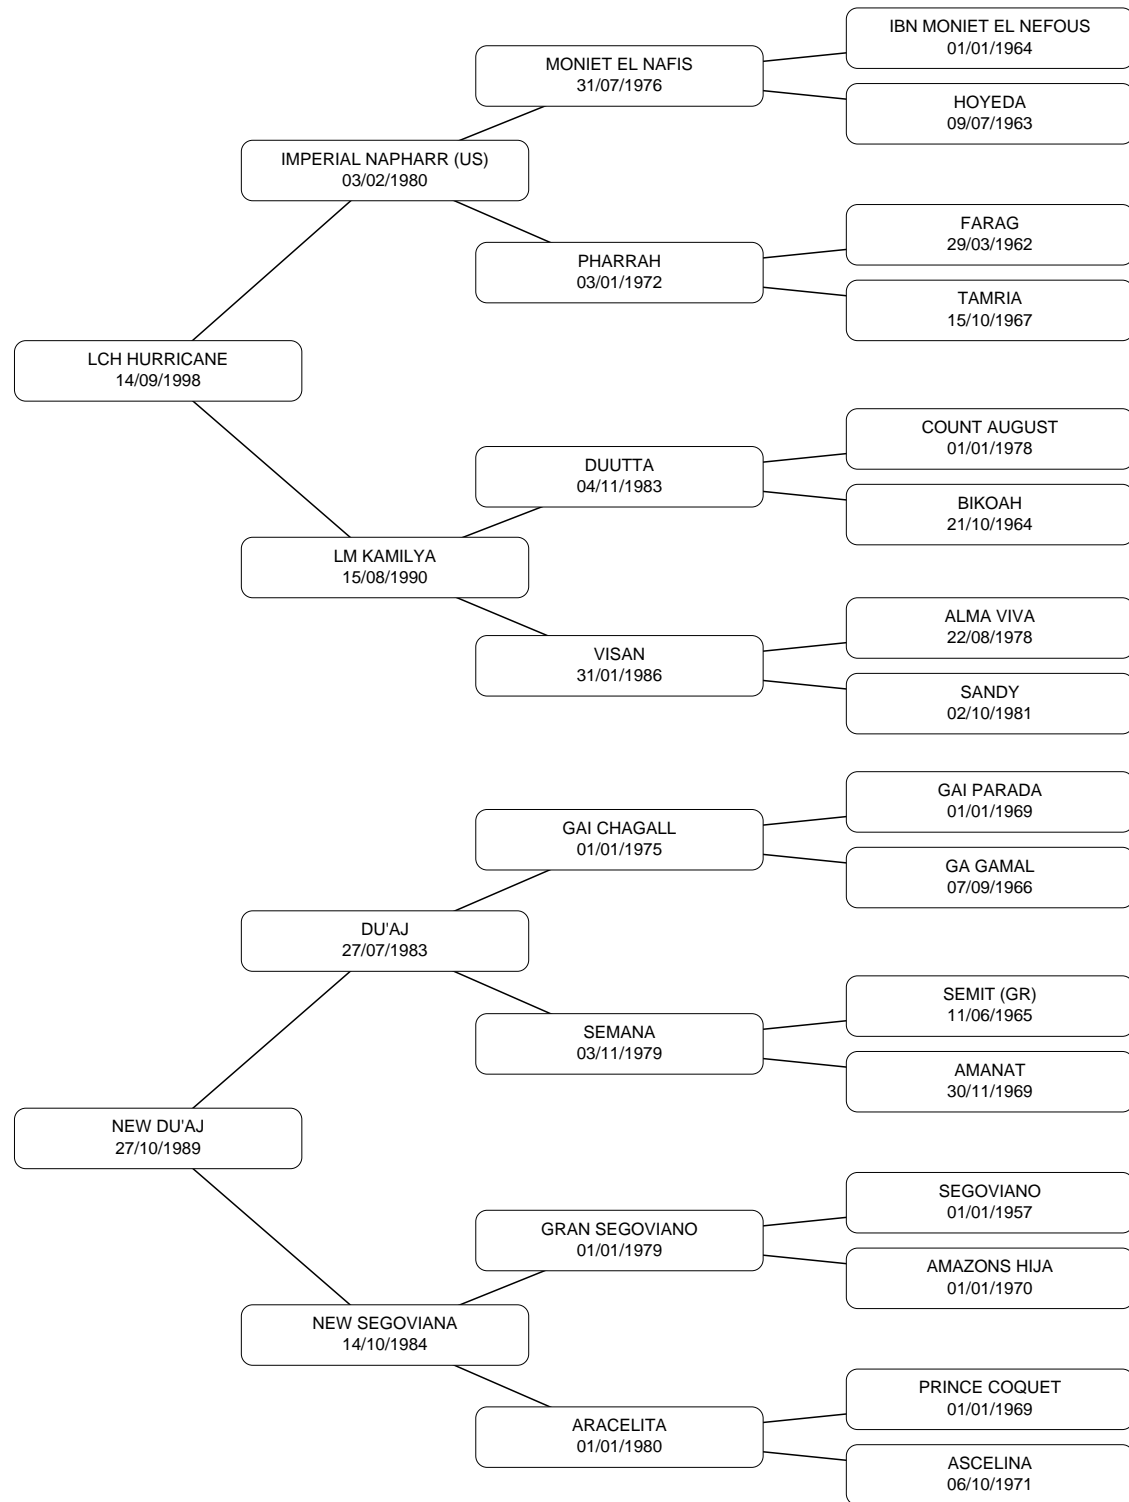 IBN MONIET EL NEFOUS
01/01/1964
MONIET EL NAFIS
31/07/1976
HOYEDA
09/07/1963
IMPERIAL NAPHARR (US)
03/02/1980
FARAG
29/03/1962
PHARRAH
03/01/1972
TAMRIA
15/10/1967
LCH HURRICANE
14/09/1998
COUNT AUGUST
01/01/1978
DUUTTA
04/11/1983
BIKOAH
21/10/1964
LM KAMILYA
15/08/1990
ALMA VIVA
22/08/1978
VISAN
31/01/1986
SANDY
02/10/1981
GAI PARADA
01/01/1969
GAI CHAGALL
01/01/1975
GA GAMAL
07/09/1966
DU'AJ
27/07/1983
SEMIT (GR)
11/06/1965
SEMANA
03/11/1979
AMANAT
30/11/1969
NEW DU'AJ
27/10/1989
SEGOVIANO
01/01/1957
GRAN SEGOVIANO
01/01/1979
AMAZONS HIJA
01/01/1970
NEW SEGOVIANA
14/10/1984
PRINCE COQUET
01/01/1969
ARACELITA
01/01/1980
ASCELINA
06/10/1971